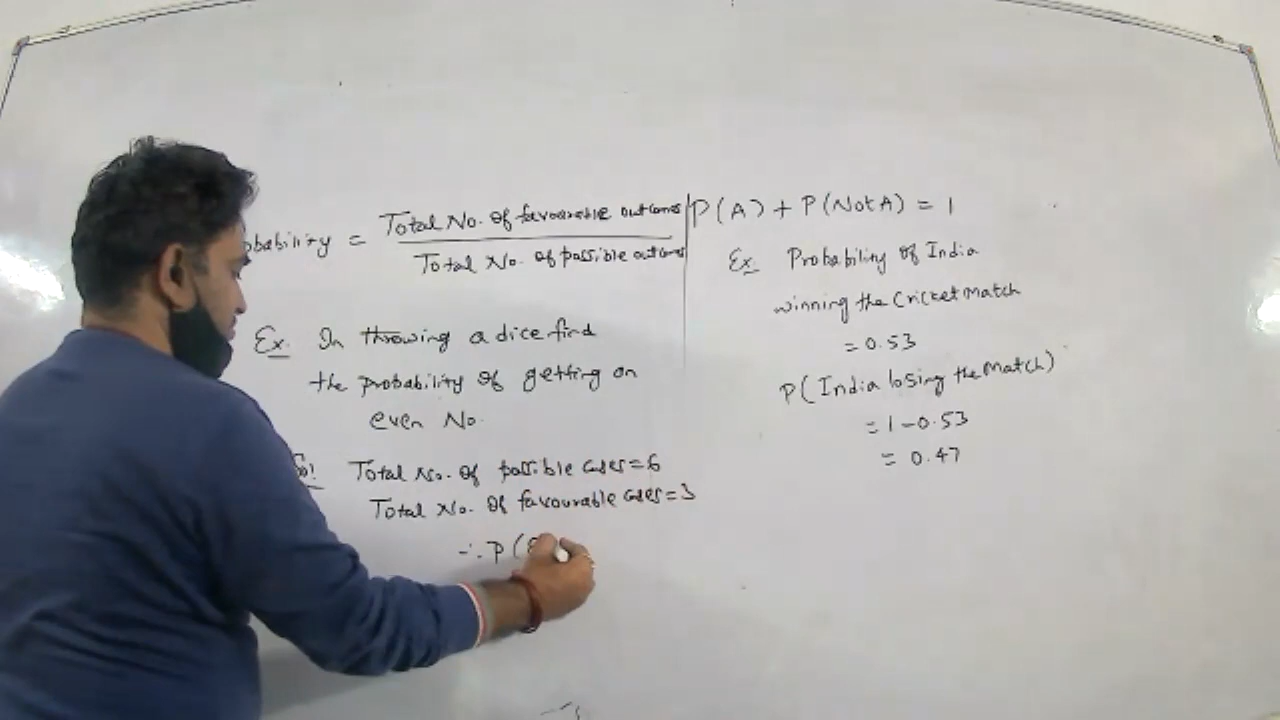 obability = Total No. of favourable outcomes
Total No. of possible outcomes
Ex. In throwing a dice find
the probability of getting an
even No.
Sol Total No. of possible cases=6
Total No. of favourable cases=3
∴ P(
P(A) + P(Not A) = 1
Ex. Probability of India
winning the Cricket Match
= 0.53
P(India losing the Match)
= 1-0.53
= 0.47